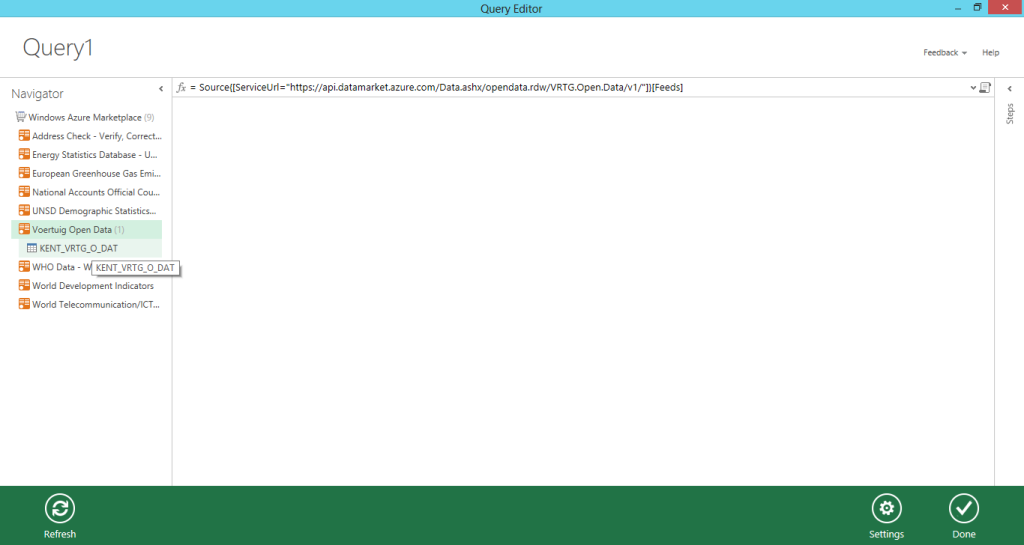 Query Editor
Query1
Feedback
Help
Navigator
fx = Source{[ServiceUrl="https://api.datamarket.azure.com/Data.ashx/opendata.rdw/VRTG.Open.Data/v1/"]}[Feeds]
Steps
Windows Azure Marketplace (9)
Address Check - Verify, Correct...
Energy Statistics Database - U...
European Greenhouse Gas Emi...
National Accounts Official Cou...
UNSD Demographic Statistics...
Voertuig Open Data (1)
KENT_VRTG_O_DAT
WHO Data - W
KENT_VRTG_O_DAT
World Development Indicators
World Telecommunication/ICT...
Refresh
Settings
Done